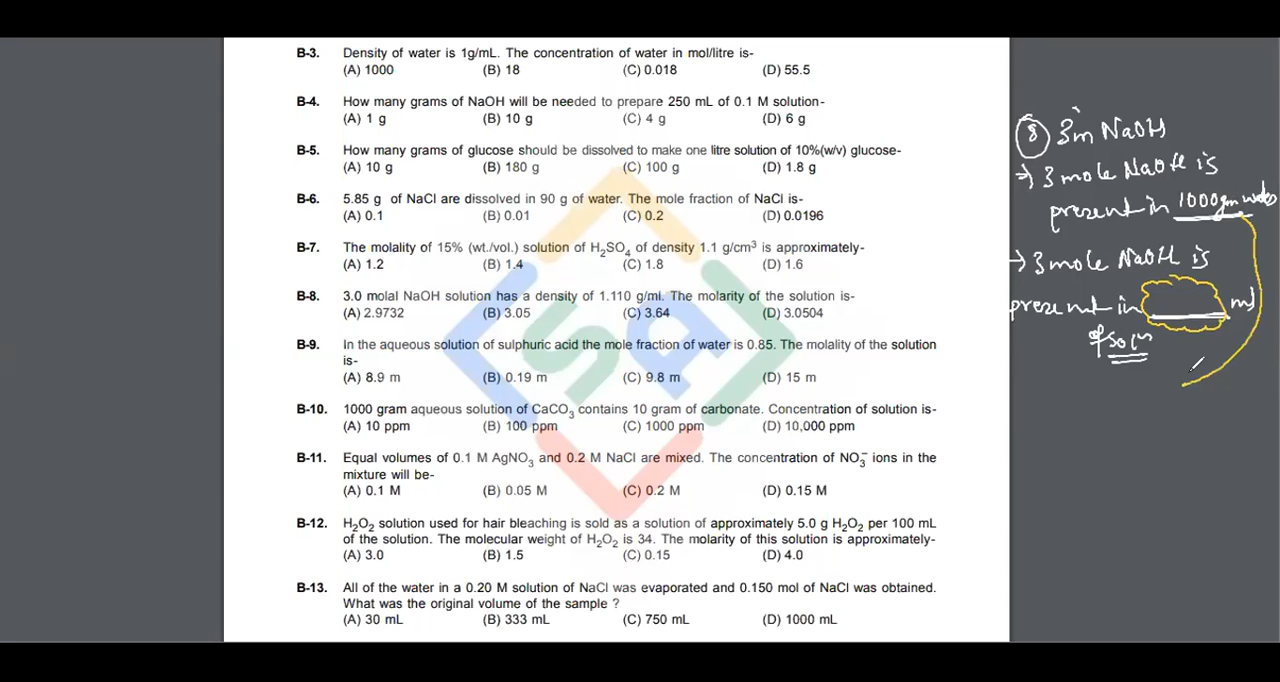 B-3. Density of water is 1g/mL. The concentration of water in mol/litre is-
(A) 1000 (B) 18 (C) 0.018 (D) 55.5
B-4. How many grams of NaOH will be needed to prepare 250 mL of 0.1 M solution-
(A) 1 g (B) 10 g (C) 4 g (D) 6 g
B-5. How many grams of glucose should be dissolved to make one litre solution of 10%(w/v) glucose-
(A) 10 g (B) 180 g (C) 100 g (D) 1.8 g
B-6. 5.85 g of NaCl are dissolved in 90 g of water. The mole fraction of NaCl is-
(A) 0.1 (B) 0.01 (C) 0.2 (D) 0.0196
B-7. The molality of 15% (wt./vol.) solution of H₂SO₄ of density 1.1 g/cm³ is approximately-
(A) 1.2 (B) 1.4 (C) 1.8 (D) 1.6
B-8. 3.0 molal NaOH solution has a density of 1.110 g/ml. The molarity of the solution is-
(A) 2.9732 (B) 3.05 (C) 3.64 (D) 3.0504
B-9. In the aqueous solution of sulphuric acid the mole fraction of water is 0.85. The molality of the solution
is-
(A) 8.9 m (B) 0.19 m (C) 9.8 m (D) 15 m
B-10. 1000 gram aqueous solution of CaCO₃ contains 10 gram of carbonate. Concentration of solution is-
(A) 10 ppm (B) 100 ppm (C) 1000 ppm (D) 10,000 ppm
B-11. Equal volumes of 0.1 M AgNO₃ and 0.2 M NaCl are mixed. The concentration of NO₃⁻ ions in the
mixture will be-
(A) 0.1 M (B) 0.05 M (C) 0.2 M (D) 0.15 M
B-12. H₂O₂ solution used for hair bleaching is sold as a solution of approximately 5.0 g H₂O₂ per 100 mL
of the solution. The molecular weight of H₂O₂ is 34. The molarity of this solution is approximately-
(A) 3.0 (B) 1.5 (C) 0.15 (D) 4.0
B-13. All of the water in a 0.20 M solution of NaCl was evaporated and 0.150 mol of NaCl was obtained.
What was the original volume of the sample ?
(A) 30 mL (B) 333 mL (C) 750 mL (D) 1000 mL
SA
8 3m NaOH
→ 3 mole NaOH is
present in 1000gm water
→ 3 mole NaOH is
present in ml
of soln